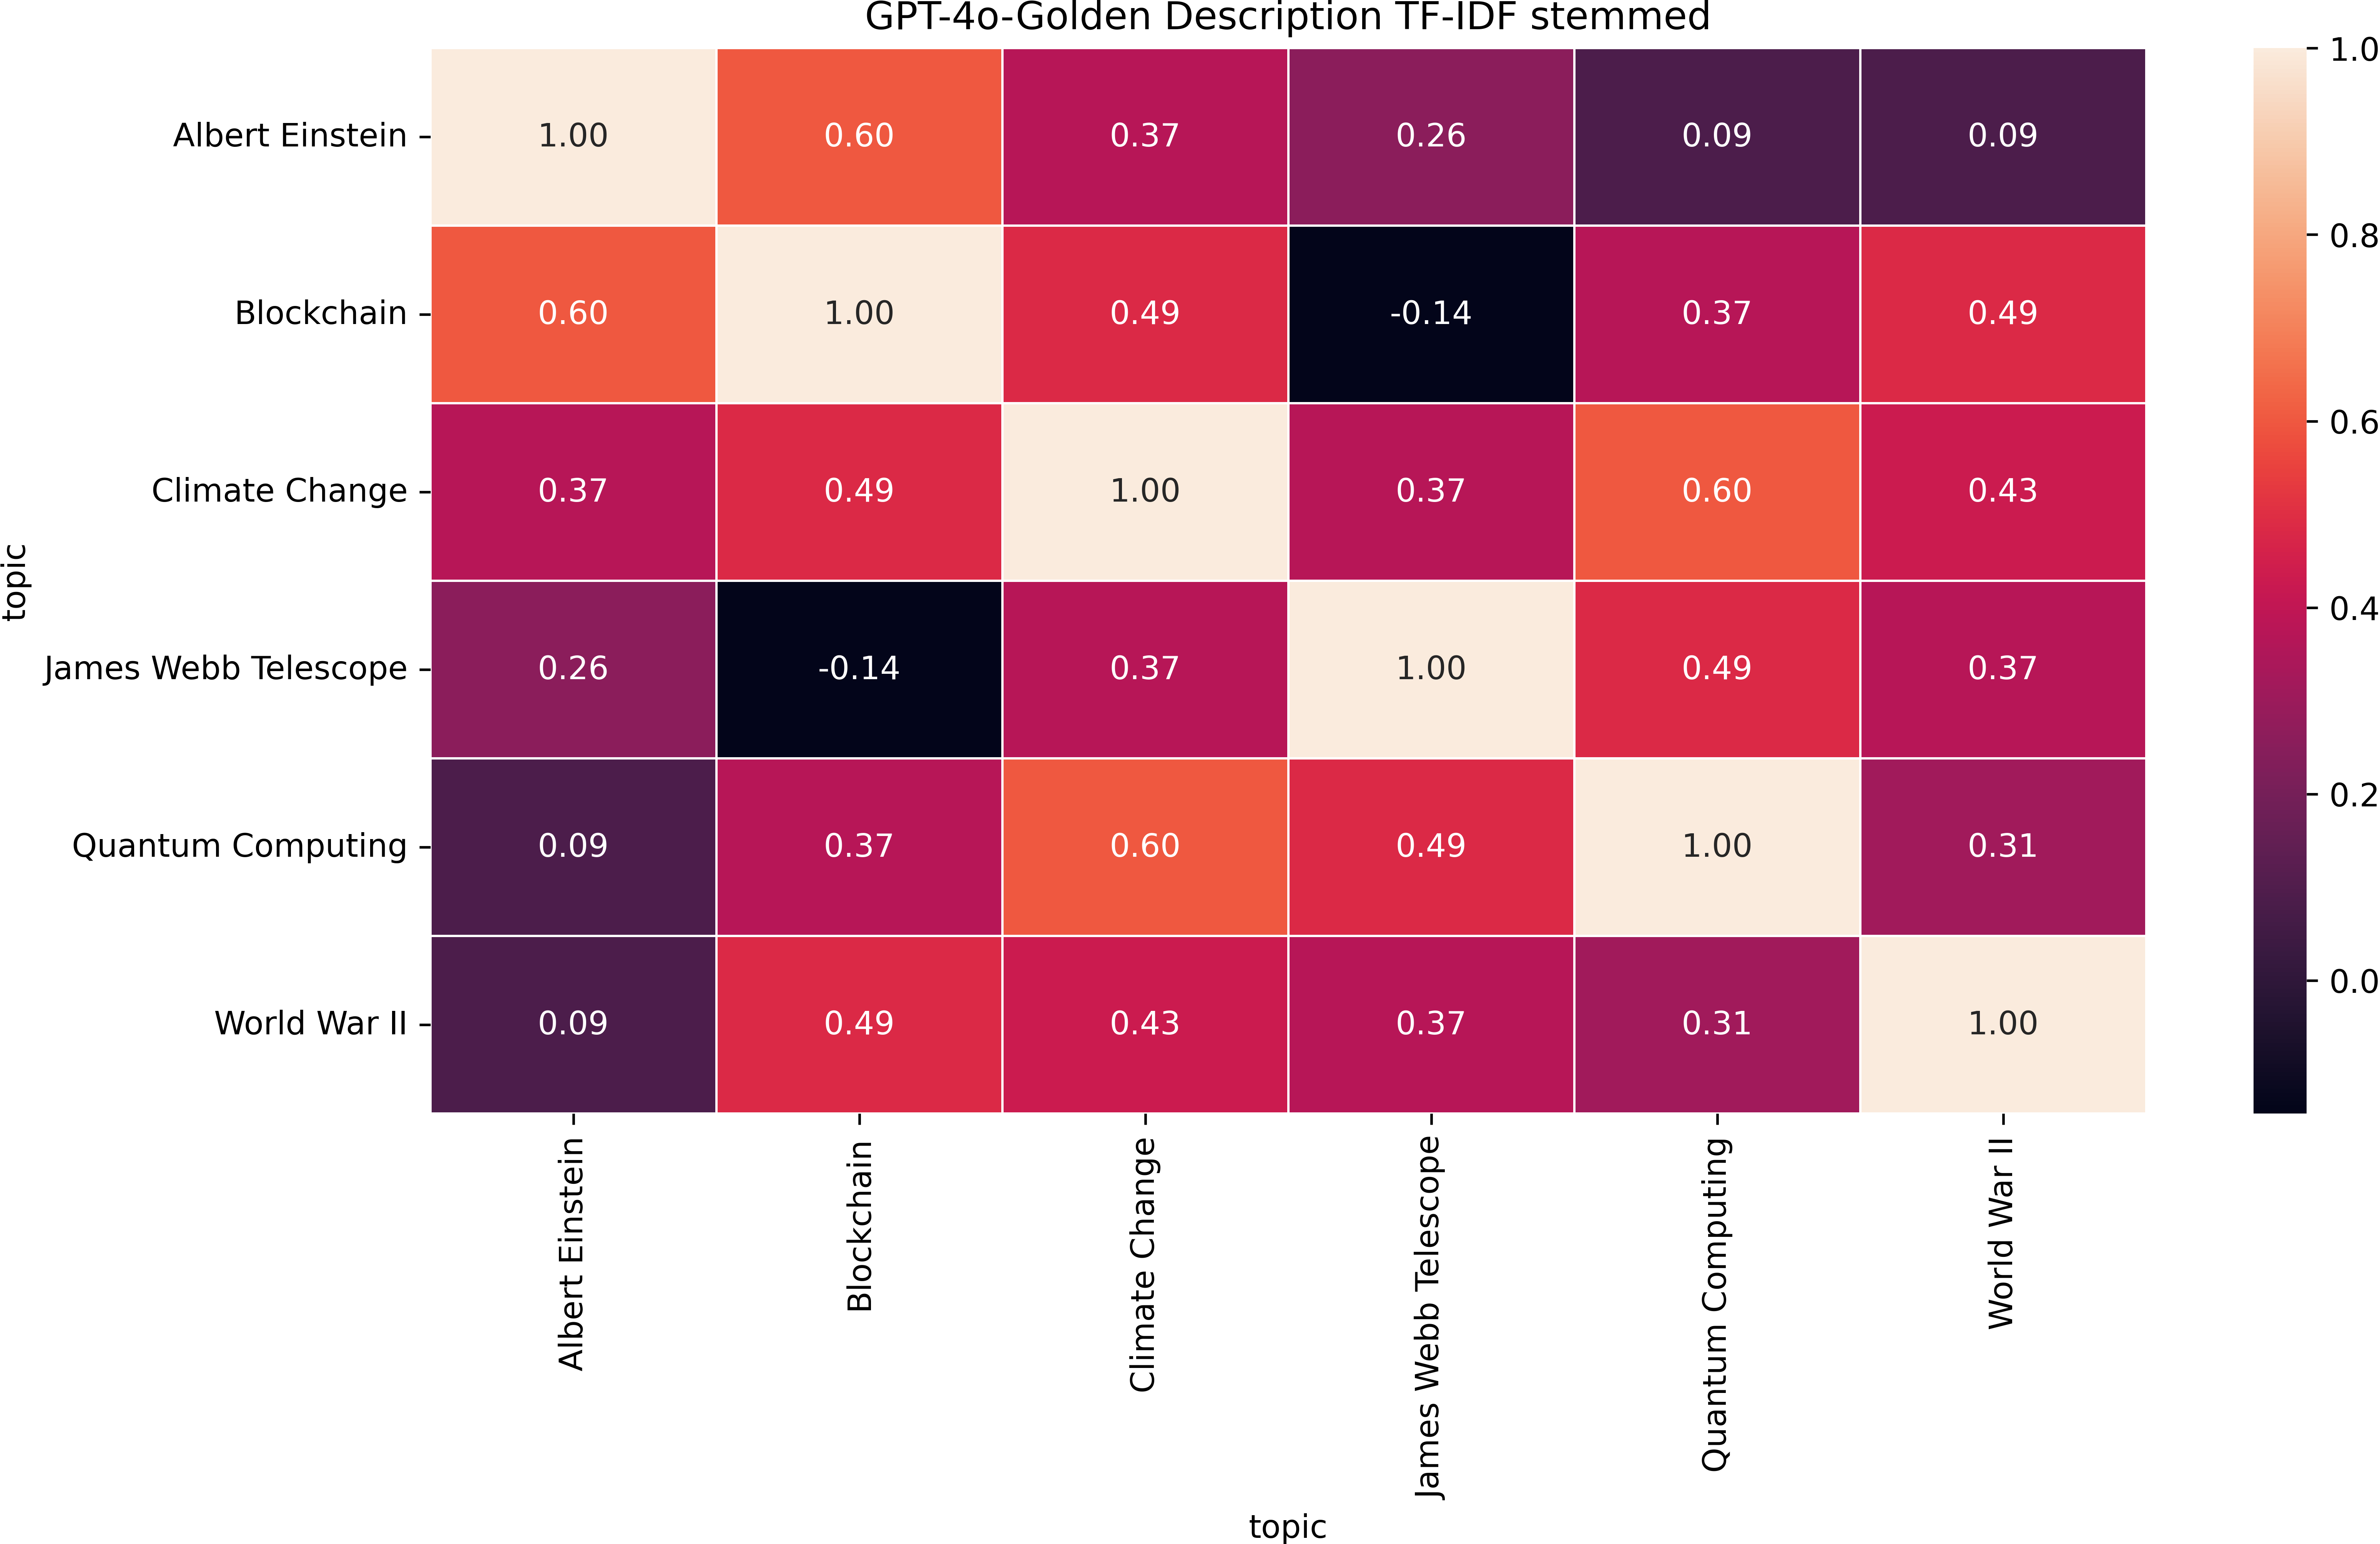 GPT-4o-Golden Description TF-IDF stemmed
1.0
Albert Einstein 1.00 0.60 0.37 0.26 0.09 0.09
0.8
Blockchain 0.60 1.00 0.49 -0.14 0.37 0.49
0.6
Climate Change 0.37 0.49 1.00 0.37 0.60 0.43
topic
0.4
James Webb Telescope 0.26 -0.14 0.37 1.00 0.49 0.37
0.2
Quantum Computing 0.09 0.37 0.60 0.49 1.00 0.31
0.0
World War II 0.09 0.49 0.43 0.37 0.31 1.00
Albert Einstein
Blockchain
Climate Change
James Webb Telescope
Quantum Computing
World War II
topic